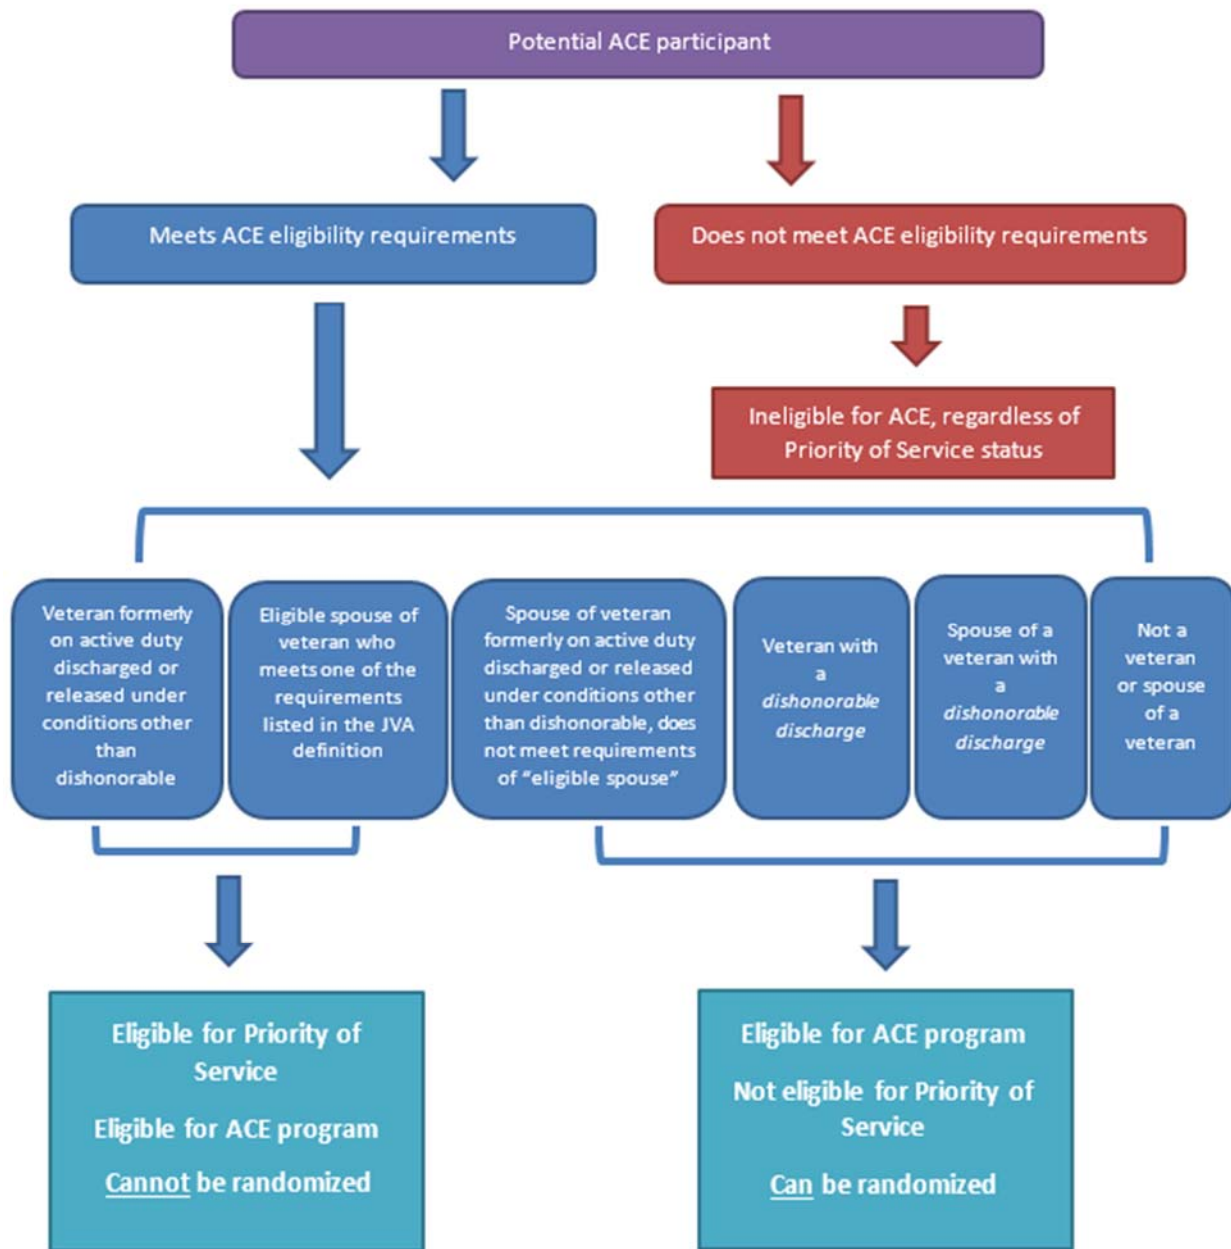 Potential ACE participant
Meets ACE eligibility requirements
Does not meet ACE eligibility requirements
Ineligible for ACE, regardless of
Priority of Service status
Veteran formerly
on active duty
discharged or
released under
conditions other
than
dishonorable
Eligible spouse of
veteran who
meets one of the
requirements
listed in the JVA
definition
Spouse of veteran
formerly on active duty
discharged or released
under conditions other
than dishonorable, does
not meet requirements
of “eligible spouse”
Veteran with
a
dishonorable
discharge
Spouse of a
veteran with
a
dishonorable
discharge
Not a
veteran
or spouse
of a
veteran
Eligible for Priority of
Service
Eligible for ACE program
Cannot be randomized
Eligible for ACE program
Not eligible for Priority of
Service
Can be randomized